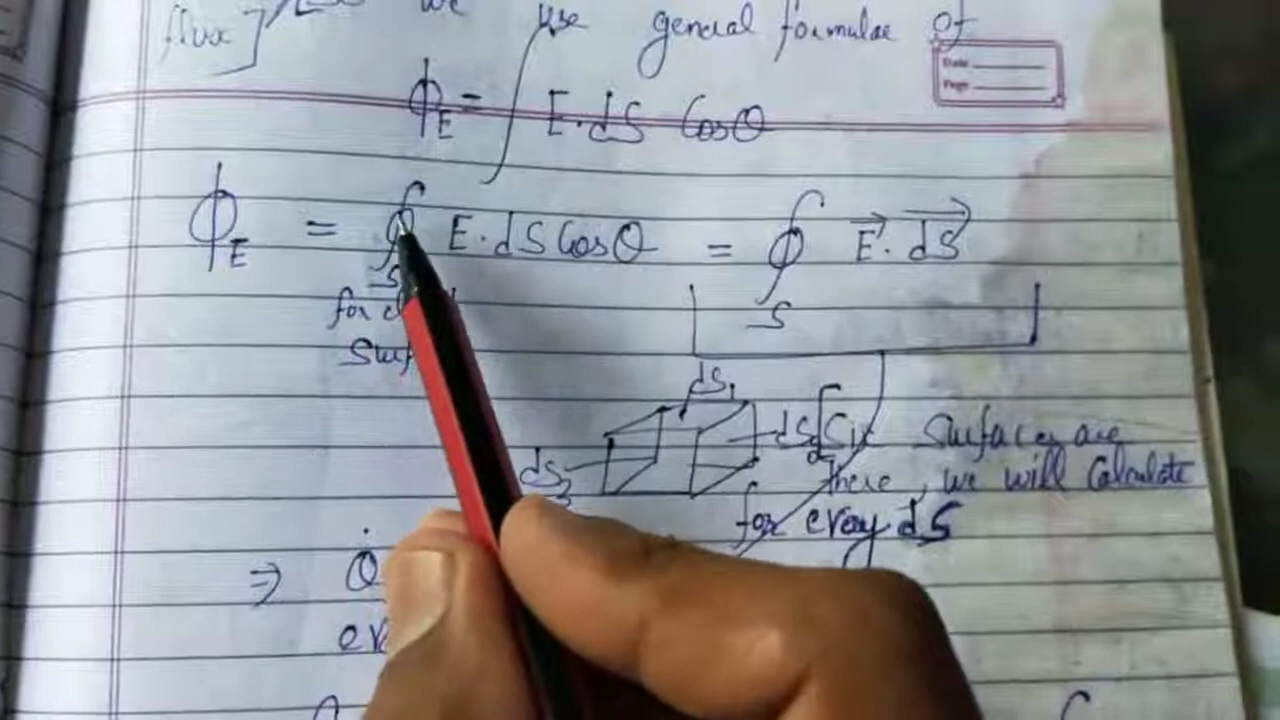 flux] we use general formulae of
Date
Page
ϕE = ∫ E·dS Cosθ
ϕE = ∮ E·dS Cosθ = ∮ E⃗·dS⃗
S S
for
dS1
dS2 [Six Surfaces are
dS3 there, we will Calculate
for every dS
⇒